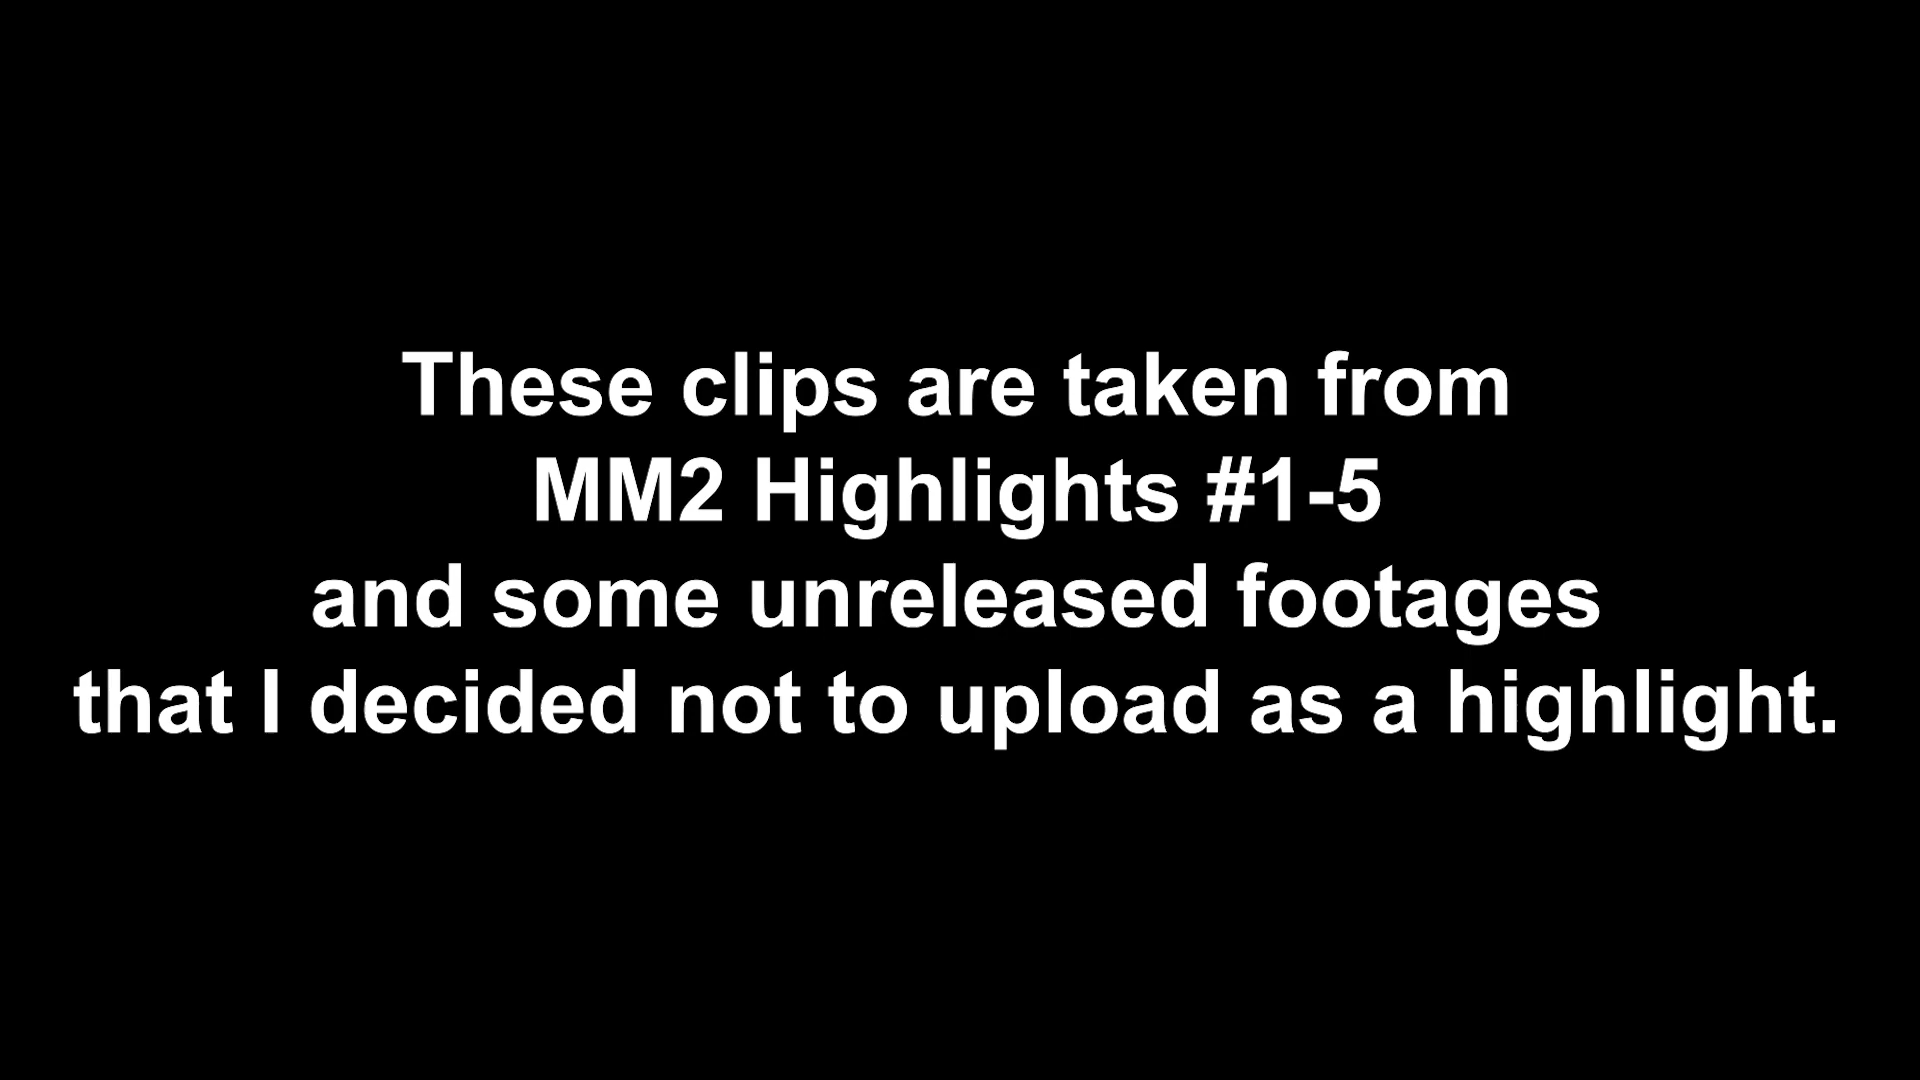 These clips are taken from
MM2 Highlights #1-5
and some unreleased footages
that I decided not to upload as a highlight.